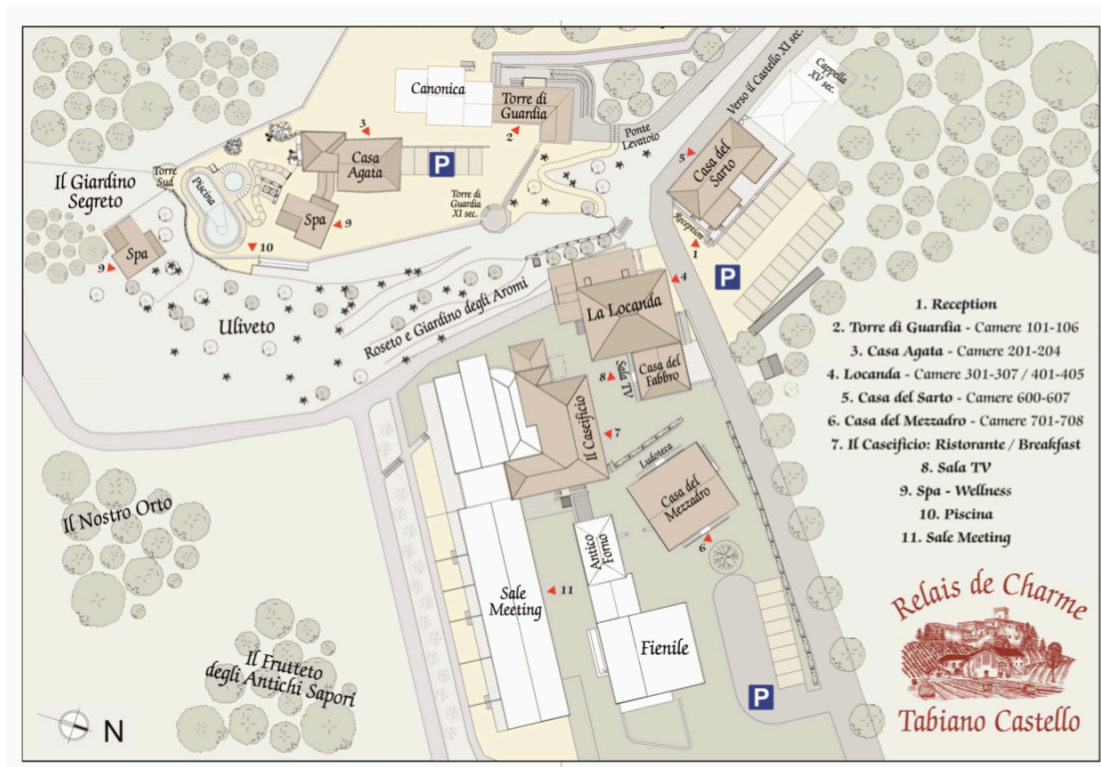 Canonica
Torre di
Guardia
2
3
Casa
Agata
P
Ponte
Levatoio
Verso il Castello XI sec.
Cappella
XV sec.
5
Casa del
Sarto
Reception
1
P
Il Giardino
Segreto
Torre
Sud
Piscina
Torre di
Guardia
XI sec.
Spa
9
10
Spa
9
Uliveto
Roseto e Giardino degli Aromi
La Locanda
4
8
Sala TV
Casa del
Fabbro
Il Caseificio
7
Ludoteca
Casa del
Mezzadro
6
Antico
Forno
Sale
Meeting
11
Fienile
P
Il Nostro Orto
Il Frutteto
degli Antichi Sapori
N
1. Reception
2. Torre di Guardia - Camere 101-106
3. Casa Agata - Camere 201-204
4. Locanda - Camere 301-307 / 401-405
5. Casa del Sarto - Camere 600-607
6. Casa del Mezzadro - Camere 701-708
7. Il Caseificio: Ristorante / Breakfast
8. Sala TV
9. Spa - Wellness
10. Piscina
11. Sale Meeting
Relais de Charme
Tabiano Castello